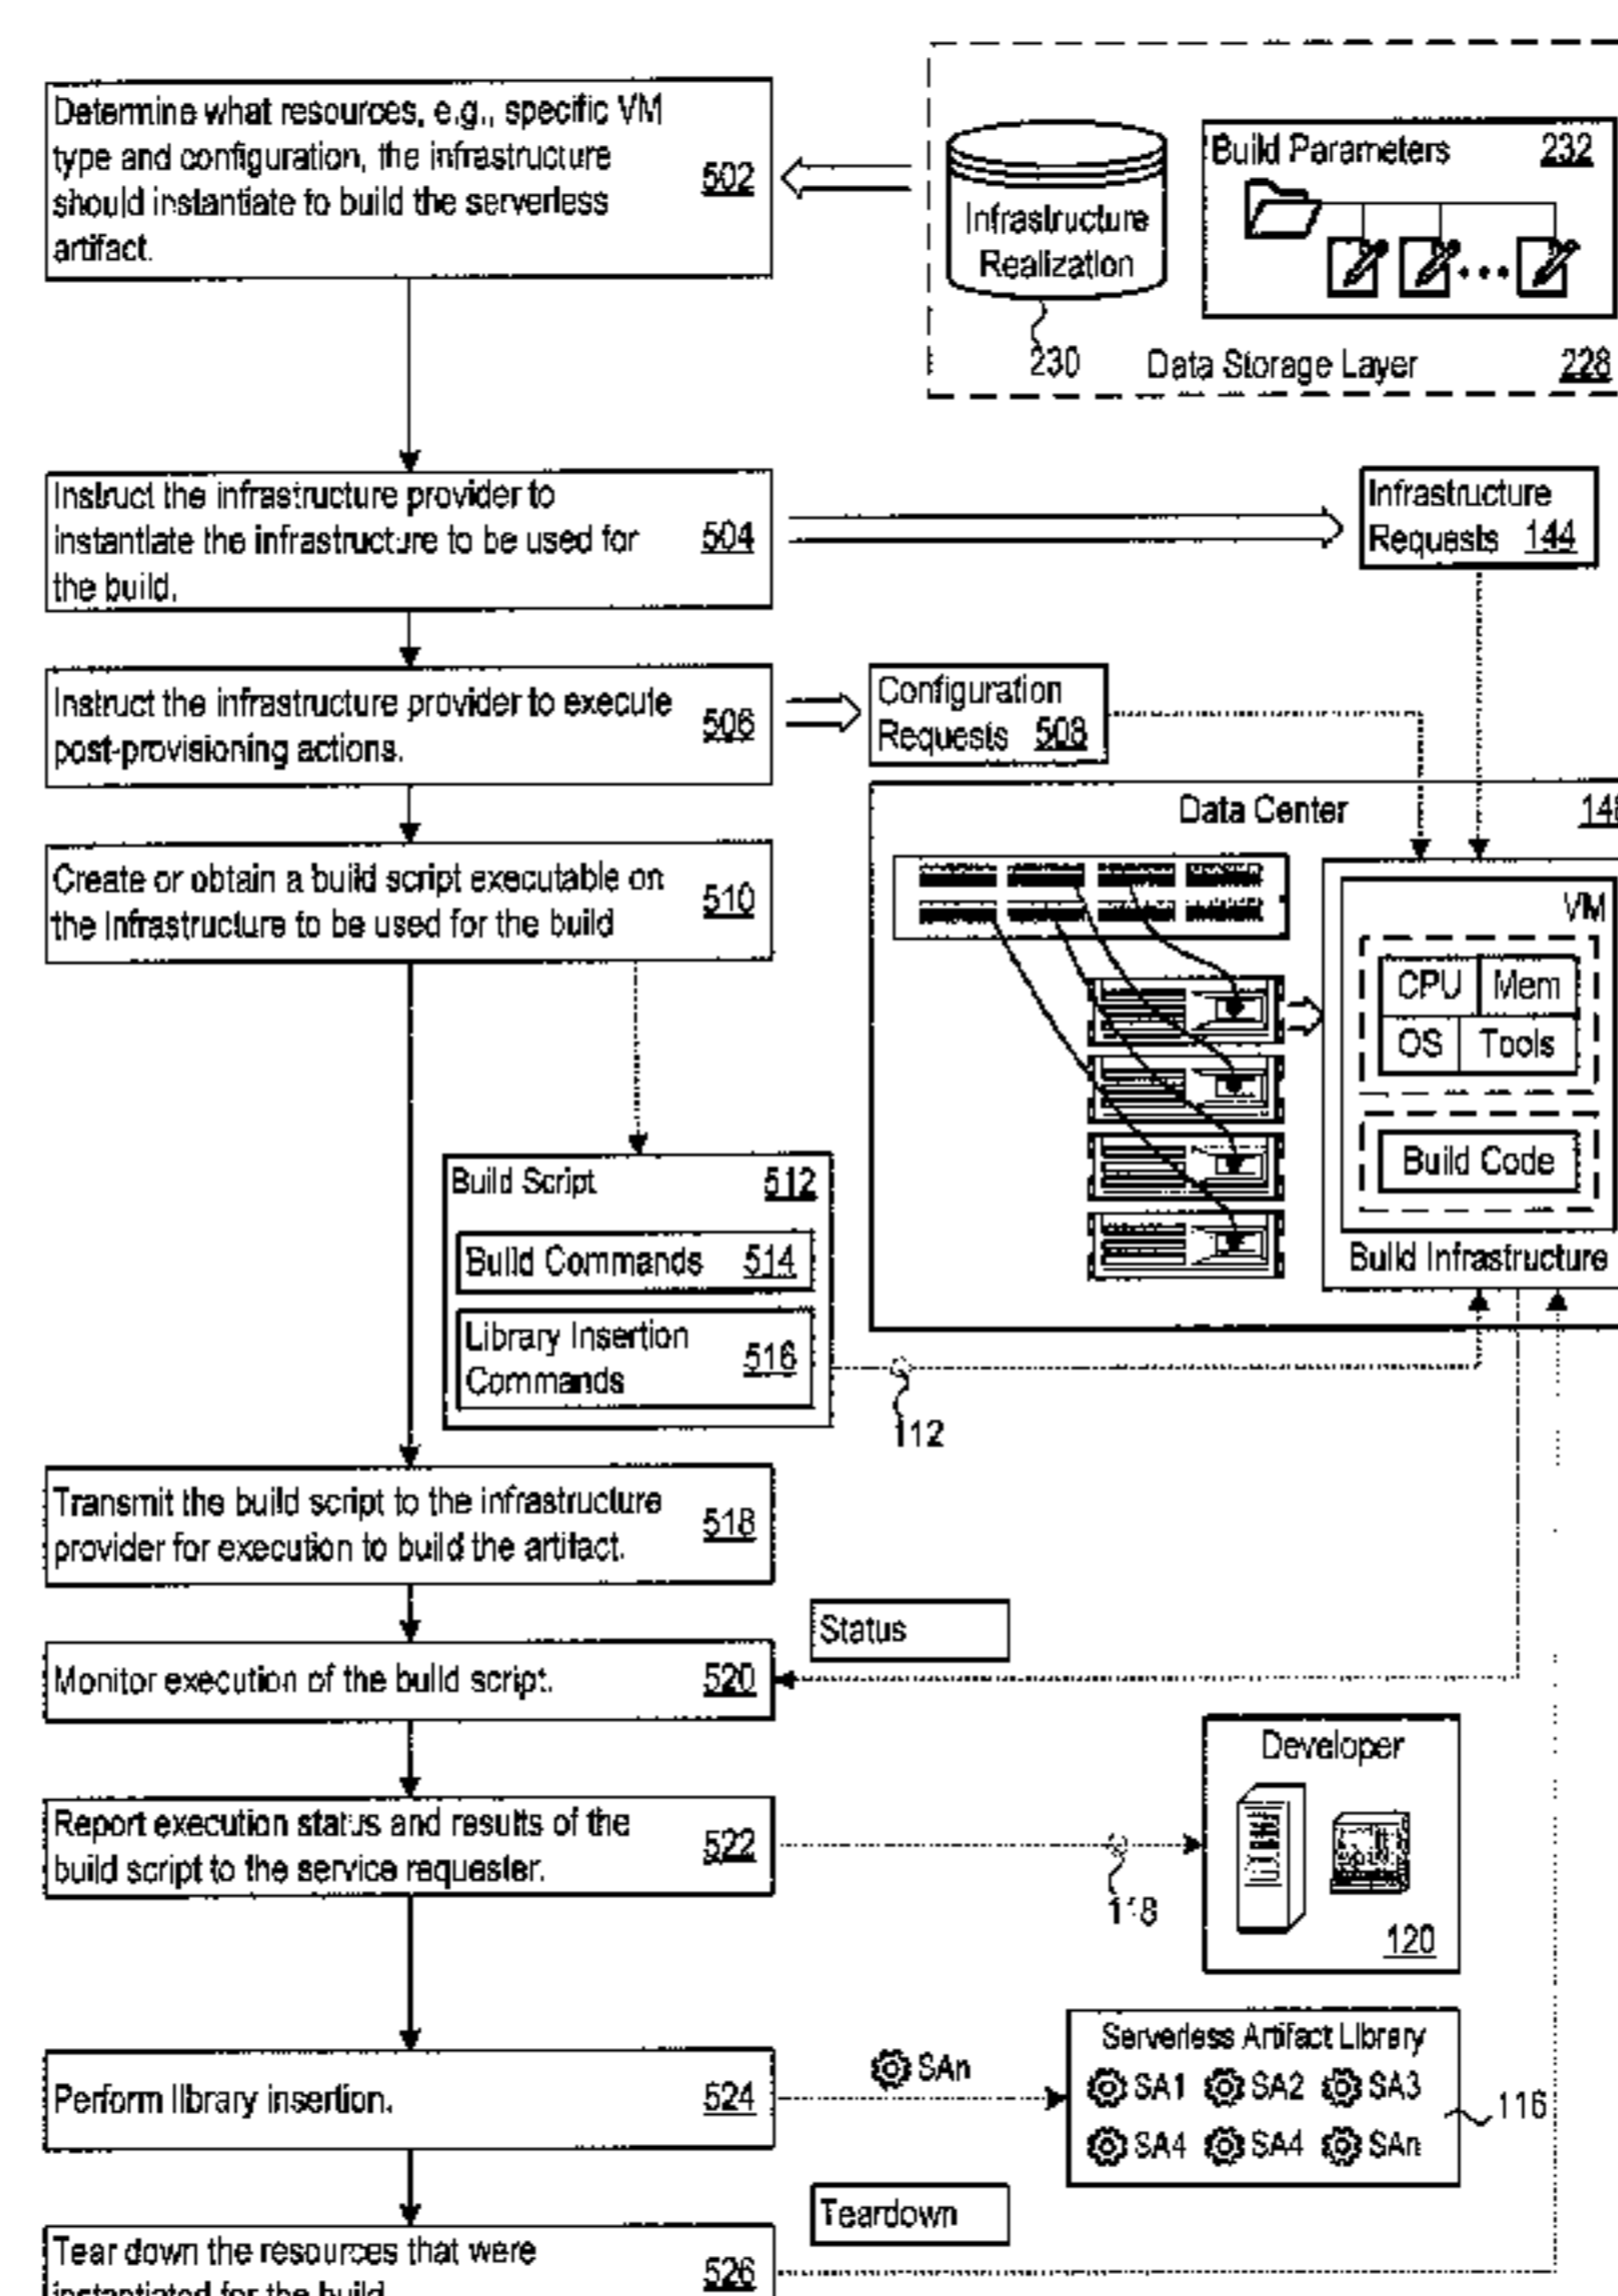 Determine what resources, e.g., specific VM
type and configuration, the infrastructure
should instantiate to build the serverless
artifact.
502
Infrastructure
Realization
230
Build Parameters 232
Data Storage Layer 228
Instruct the infrastructure provider to
instantiate the infrastructure to be used for
the build.
504
Infrastructure
Requests 144
Instruct the infrastructure provider to execute
post-provisioning actions.
506
Configuration
Requests 508
Create or obtain a build script executable on
the Infrastructure to be used for the build
510
Data Center
VM
CPU Mem
OS Tools
Build Code
Build Infrastructure
Build Script 512
Build Commands 514
Library Insertion
Commands
516
112
Transmit the build script to the infrastructure
provider for execution to build the artifact.
518
Status
Monitor execution of the build script. 520
Report execution status and results of the
build script to the service requester.
522
118
Developer
120
Perform library insertion. 524
SAn
Serverless Artifact Library
SA1 SA2 SA3
SA4 SA4 SAn
116
Teardown
Tear down the resources that were
instantiated for the build
526